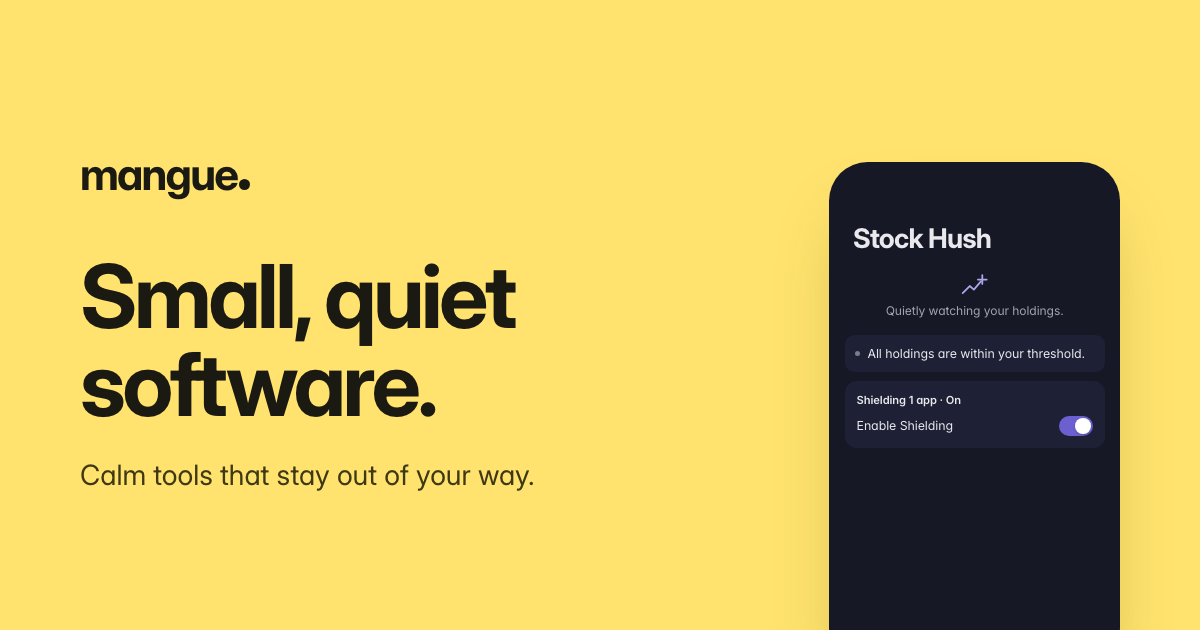 mangue.
Small, quiet
software.
Calm tools that stay out of your way.
Stock Hush
Quietly watching your holdings.
All holdings are within your threshold.
Shielding 1 app · On
Enable Shielding